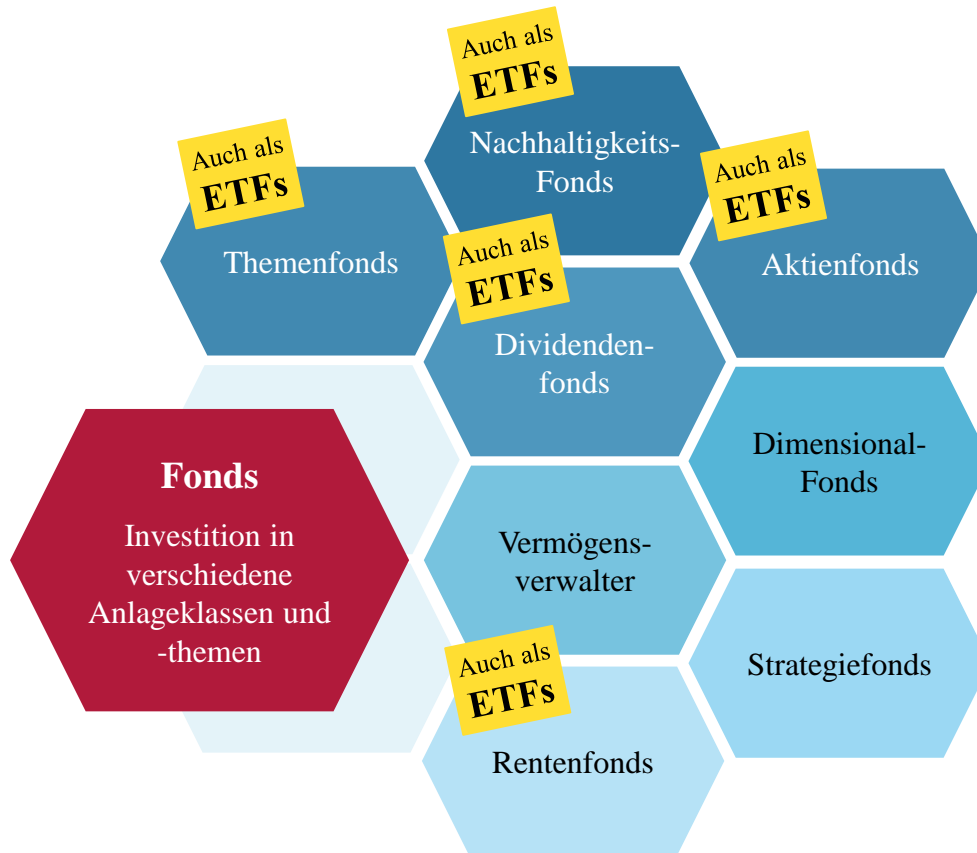 Auch als
ETFs
Nachhaltigkeits-
Fonds
Auch als
ETFs
Themenfonds
Auch als
ETFs
Aktienfonds
Auch als
ETFs
Dividenden-
fonds
Dimensional-
Fonds
Fonds
Investition in
verschiedene
Anlageklassen und
-themen
Vermögens-
verwalter
Strategiefonds
Auch als
ETFs
Rentenfonds